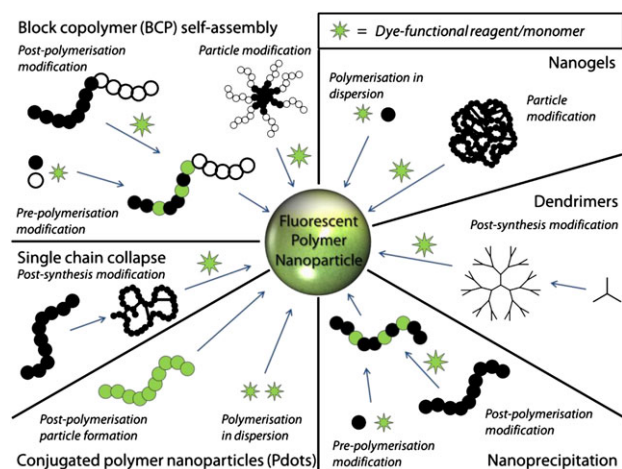 Block copolymer (BCP) self-assembly
Post-polymerisation
modification
Particle modification
Pre-polymerisation
modification
= Dye-functional reagent/monomer
Nanogels
Polymerisation in
dispersion
Particle
modification
Dendrimers
Post-synthesis modification
Fluorescent
Polymer
Nanoparticle
Single chain collapse
Post-synthesis modification
Post-polymerisation
particle formation
Polymerisation
in dispersion
Conjugated polymer nanoparticles (Pdots)
Pre-polymerisation
modification
Post-polymerisation
modification
Nanoprecipitation